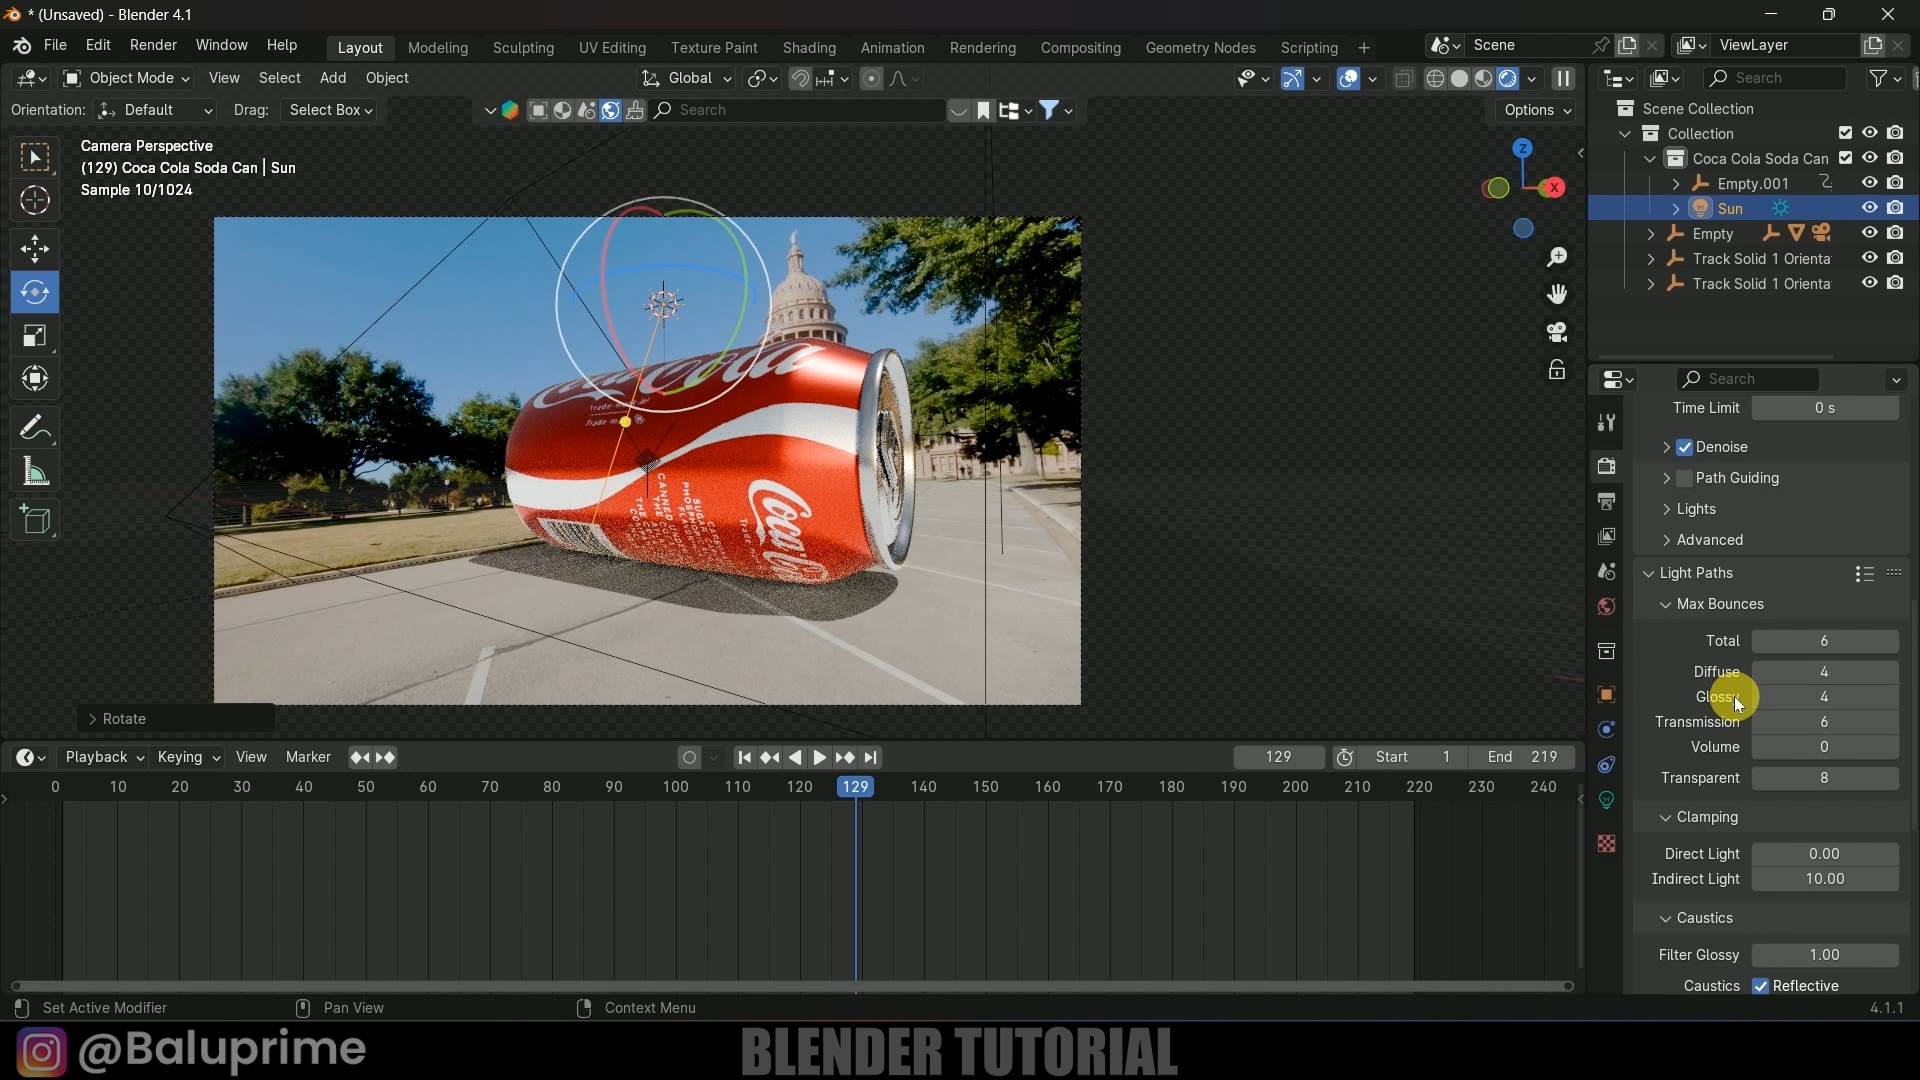 * (Unsaved) - Blender 4.1
File Edit Render Window Help
Layout Modeling Sculpting UV Editing Texture Paint Shading Animation Rendering Compositing Geometry Nodes Scripting +
Scene
ViewLayer
Object Mode View Select Add Object
Global
Search
Orientation: Default Drag: Select Box
Search
Options
Scene Collection
Collection
Coca Cola Soda Can
Empty.001
Sun
Empty
Track Solid 1 Orienta
Track Solid 1 Orienta
Camera Perspective
(129) Coca Cola Soda Can | Sun
Sample 10/1024
Z
X
Coca-Cola
Trade-mark ®
Coca-Cola
Rotate
Search
Time Limit 0 s
Denoise
Path Guiding
Lights
Advanced
Light Paths
Max Bounces
Total 6
Diffuse 4
Glossy 4
Transmission 6
Volume 0
Transparent 8
Clamping
Direct Light 0.00
Indirect Light 10.00
Caustics
Filter Glossy 1.00
Caustics Reflective
Playback Keying View Marker
129 Start 1 End 219
0 10 20 30 40 50 60 70 80 90 100 110 120 129 140 150 160 170 180 190 200 210 220 230 240
Set Active Modifier Pan View Context Menu 4.1.1
@Baluprime
BLENDER TUTORIAL